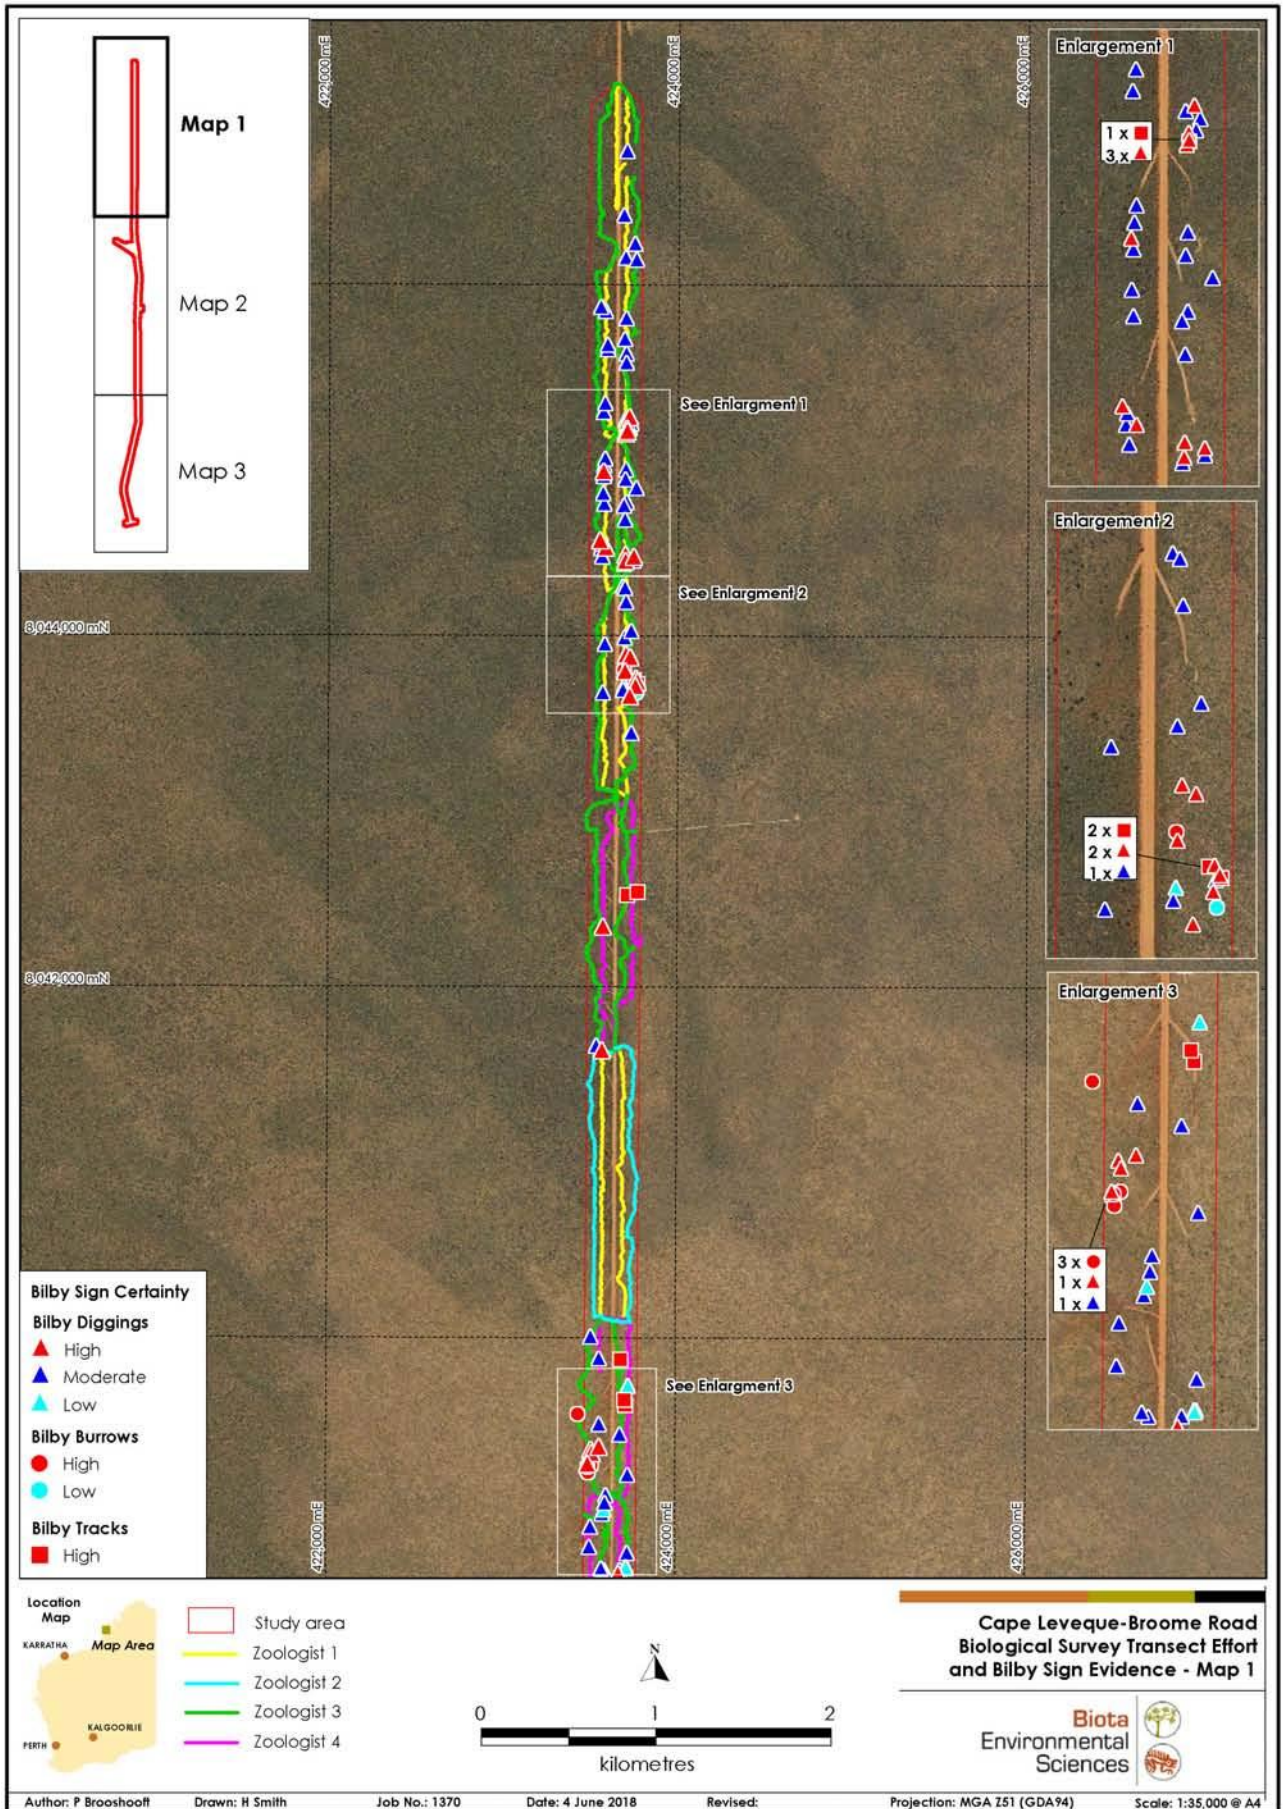 Map 1
Map 2
Map 3
422,000 mE
424,000 mE
426,000 mE
Enlargement 1
1 x
3 x
See Enlargment 1
See Enlargment 2
8,044,000 mN
Enlargement 2
2 x
2 x
1 x
8,042,000 mN
Enlargement 3
3 x
1 x
1 x
See Enlargment 3
422,000 mE
424,000 mE
426,000 mE
Bilby Sign Certainty
Bilby Diggings
High
Moderate
Low
Bilby Burrows
High
Low
Bilby Tracks
High
Location
Map
KARRATHA
Map Area
KALGOORLIE
PERTH
Study area
Zoologist 1
Zoologist 2
Zoologist 3
Zoologist 4
N
0 1 2
kilometres
Cape Leveque-Broome Road
Biological Survey Transect Effort
and Bilby Sign Evidence - Map 1
Biota
Environmental
Sciences
Author: P Brooshooft Drawn: H Smith Job No.: 1370 Date: 4 June 2018 Revised: Projection: MGA Z51 (GDA94) Scale: 1:35,000 @ A4